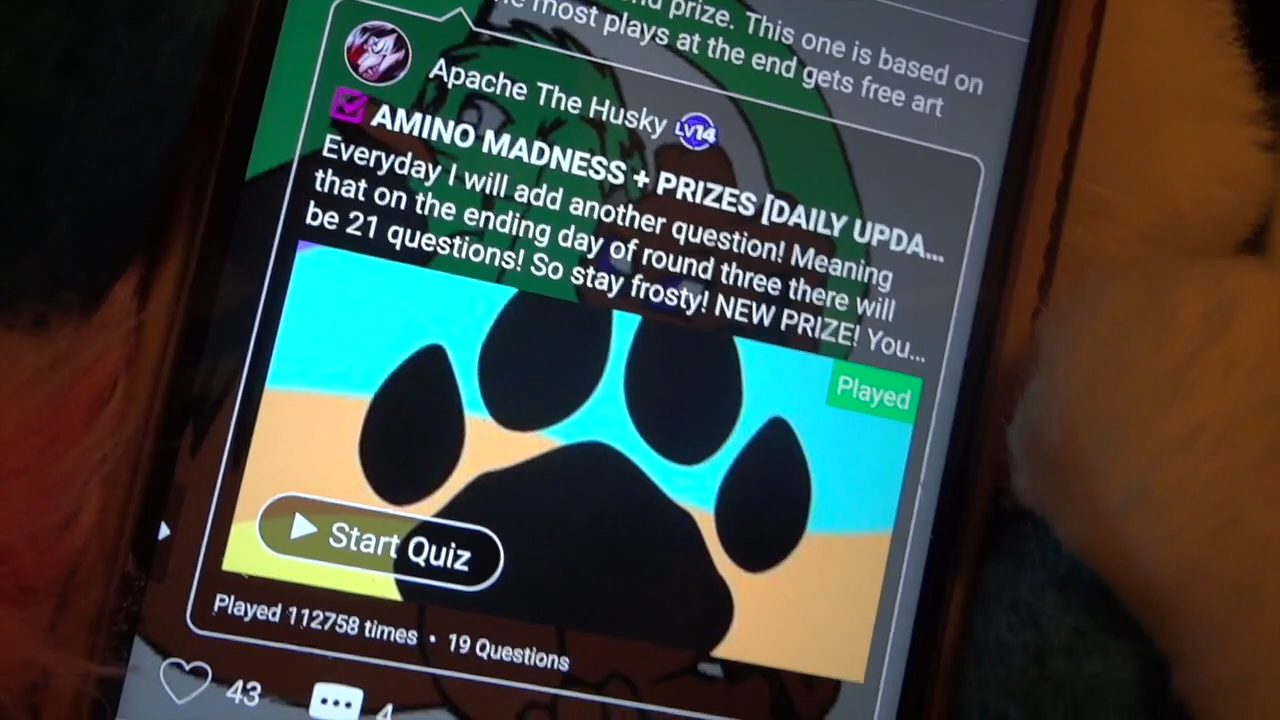 prize. This one is based on
most plays at the end gets free art
Apache The Husky LV14
AMINO MADNESS + PRIZES [DAILY UPDA...
Everyday I will add another question! Meaning
that on the ending day of round three there will
be 21 questions! So stay frosty! NEW PRIZE! You...
Played
Start Quiz
Played 112758 times • 19 Questions
43
4